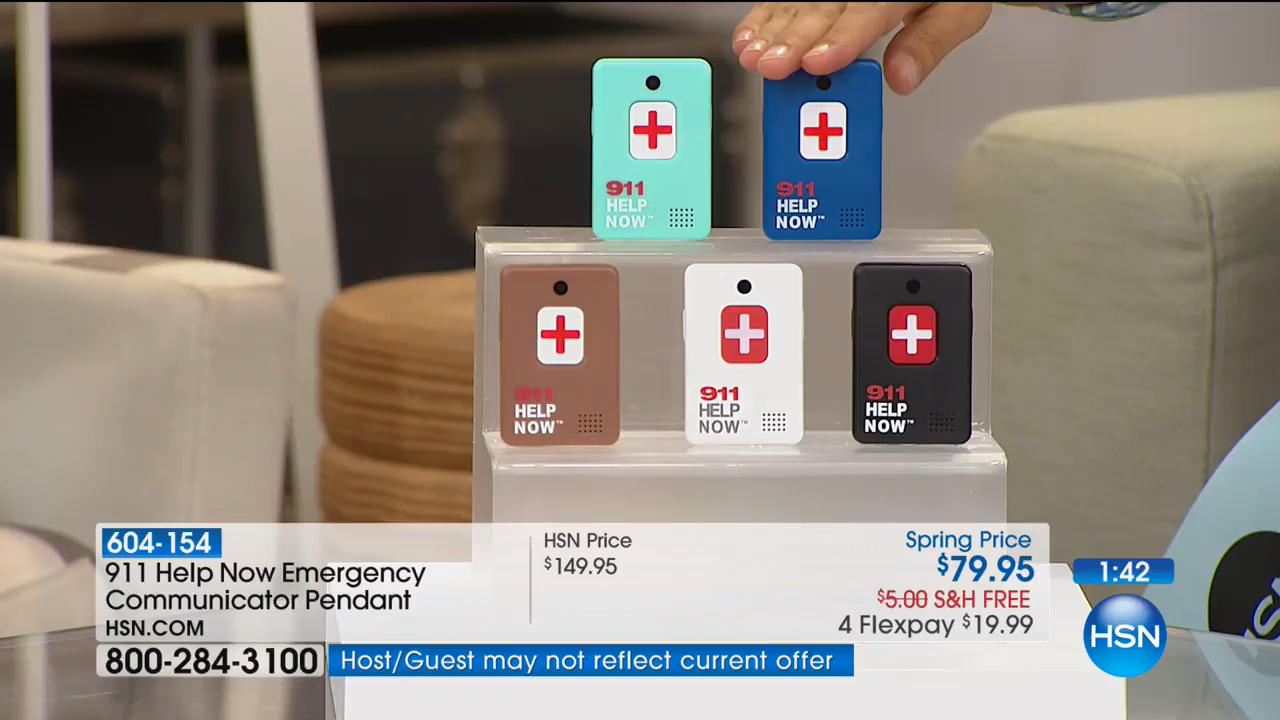 911
HELP
NOW™
911
HELP
NOW™
911
HELP
NOW™
911
HELP
NOW™
911
HELP
NOW™
604-154
911 Help Now Emergency
Communicator Pendant
HSN.COM
800-284-3100
HSN Price
$149.95
Spring Price
$79.95
$5.00 S&H FREE
4 Flexpay $19.99
Host/Guest may not reflect current offer
1:42
HSN